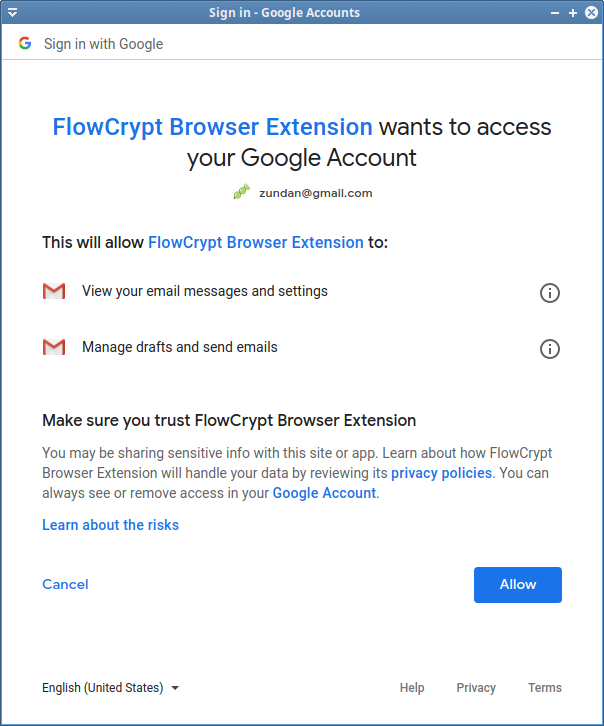 Sign in - Google Accounts
Sign in with Google
FlowCrypt Browser Extension wants to access
your Google Account
zundan@gmail.com
This will allow FlowCrypt Browser Extension to:
View your email messages and settings
Manage drafts and send emails
Make sure you trust FlowCrypt Browser Extension
You may be sharing sensitive info with this site or app. Learn about how FlowCrypt
Browser Extension will handle your data by reviewing its privacy policies. You can
always see or remove access in your Google Account.
Learn about the risks
Cancel
Allow
English (United States)
Help
Privacy
Terms